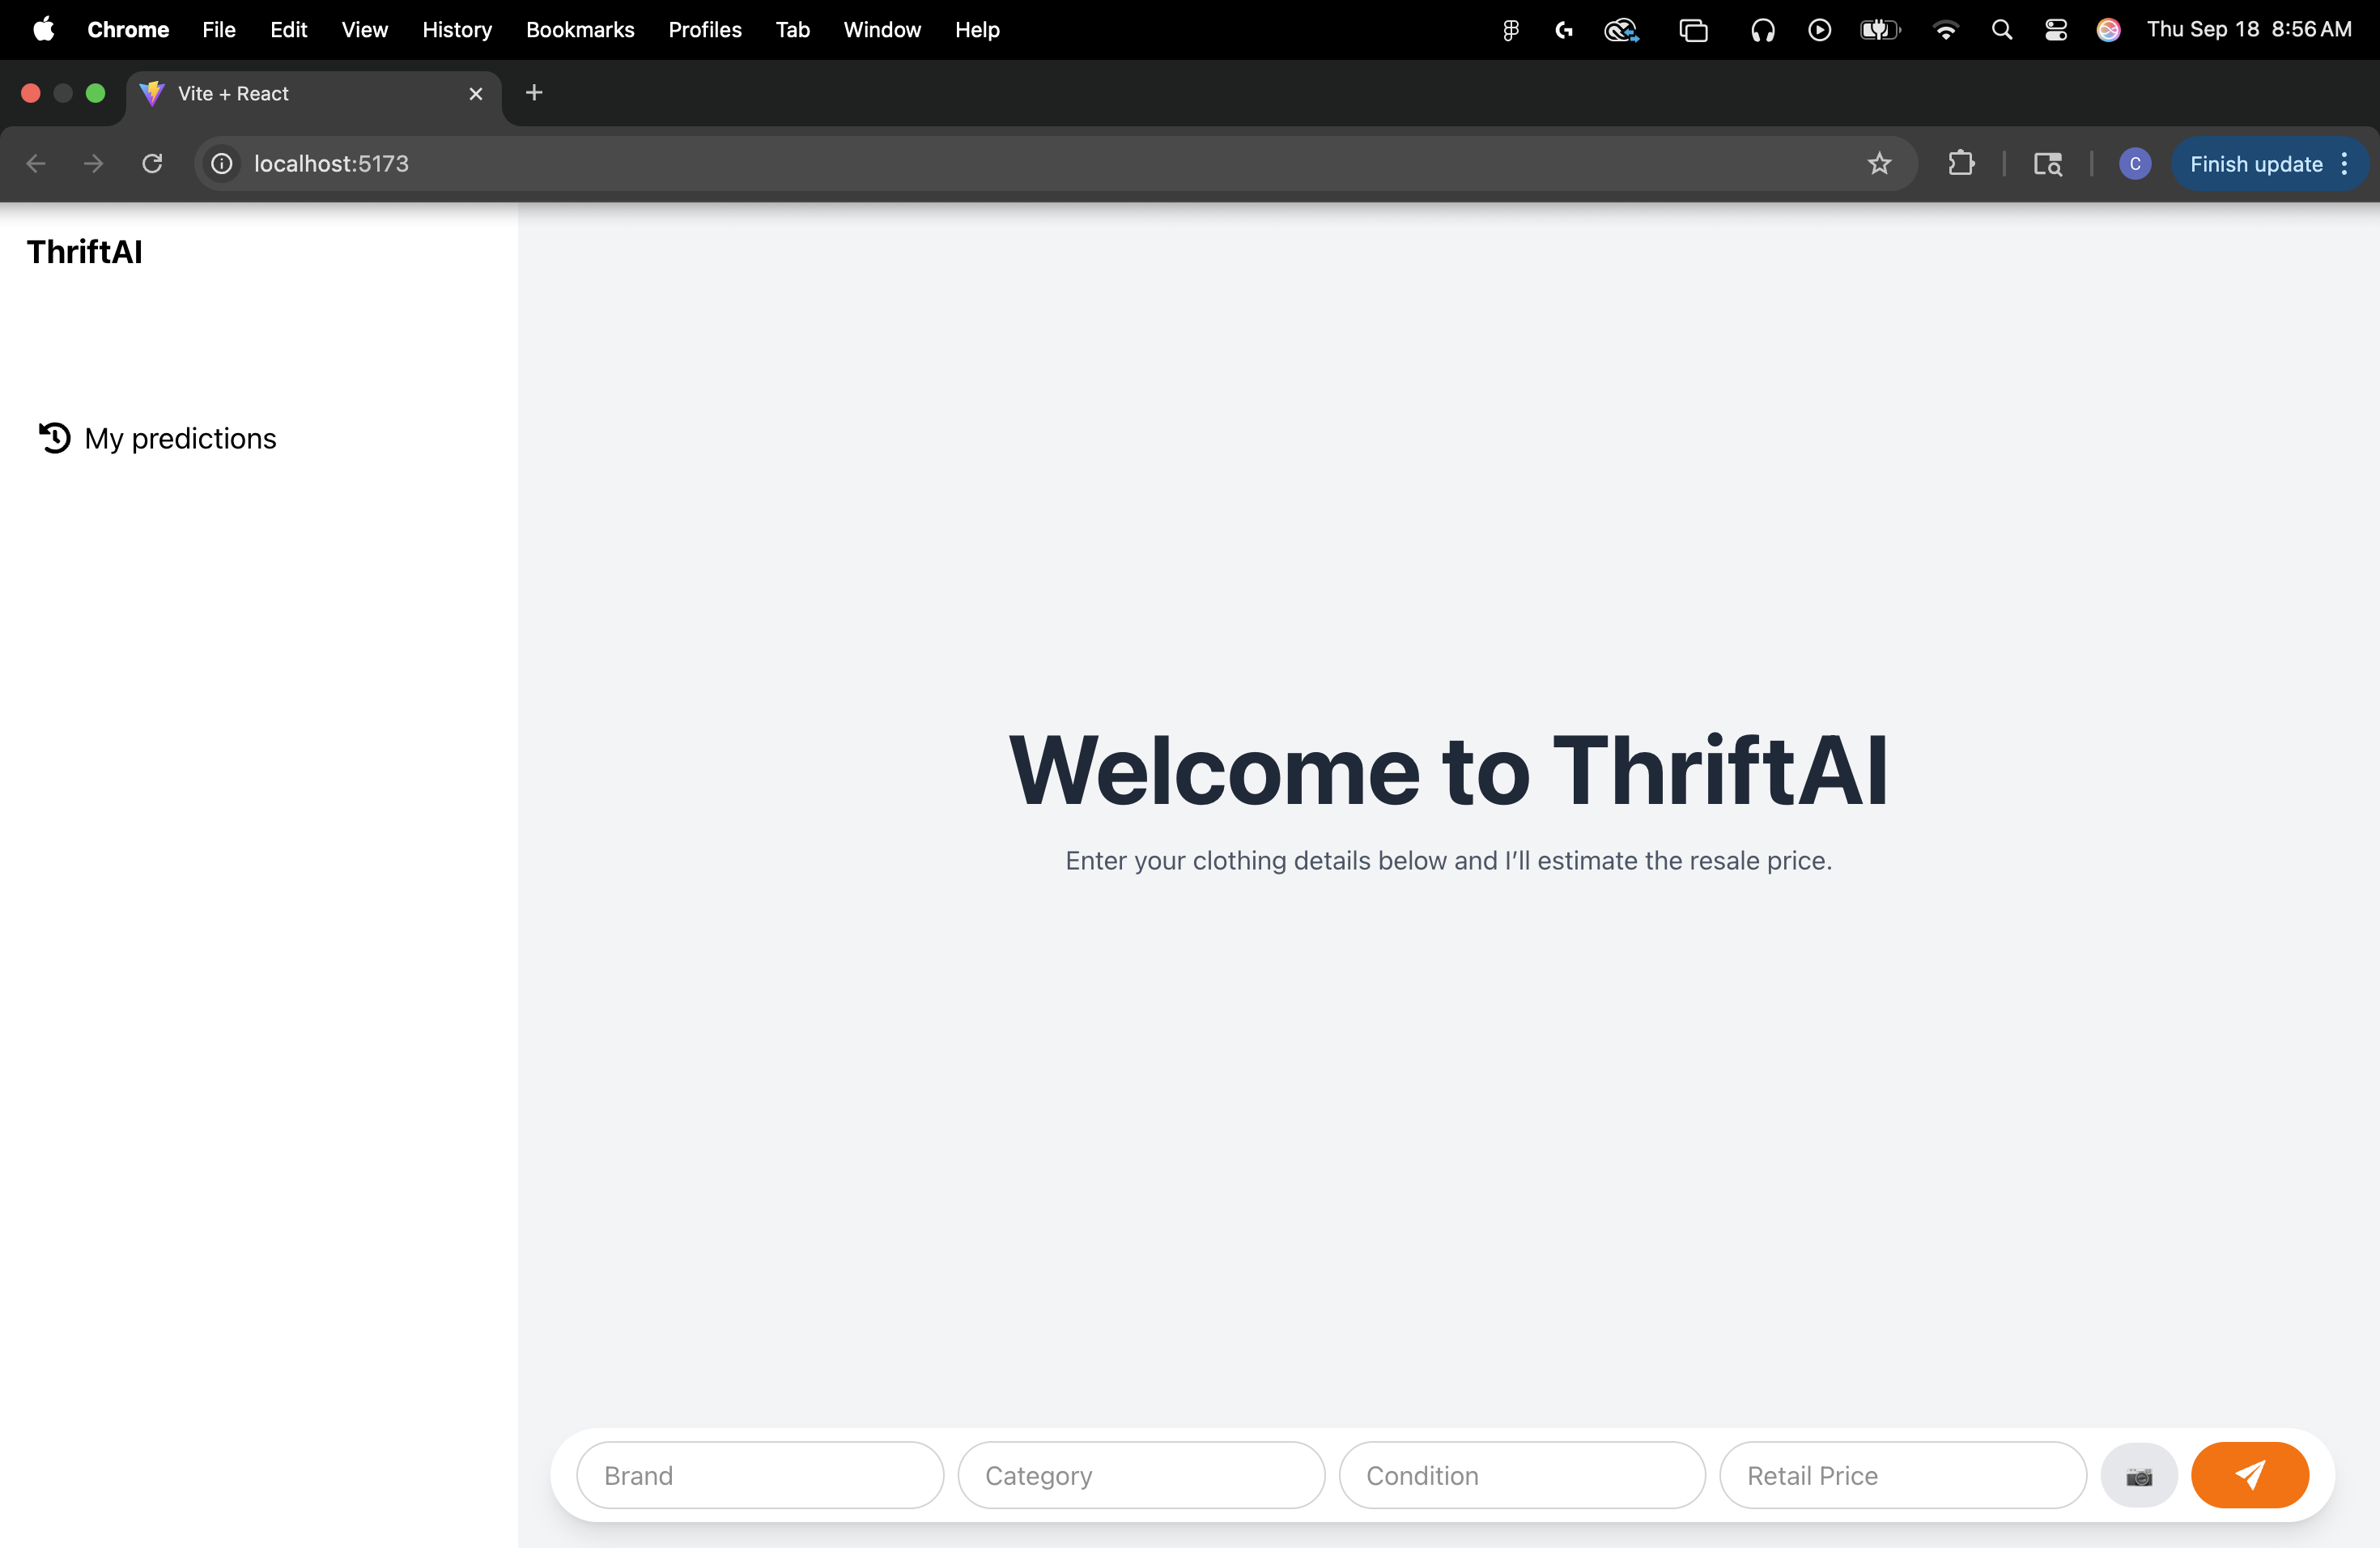 Chrome File Edit View History Bookmarks Profiles Tab Window Help Thu Sep 18 8:56 AM
Vite + React
localhost:5173 C Finish update
ThriftAI
My predictions
Welcome to ThriftAI
Enter your clothing details below and I’ll estimate the resale price.
Brand Category Condition Retail Price